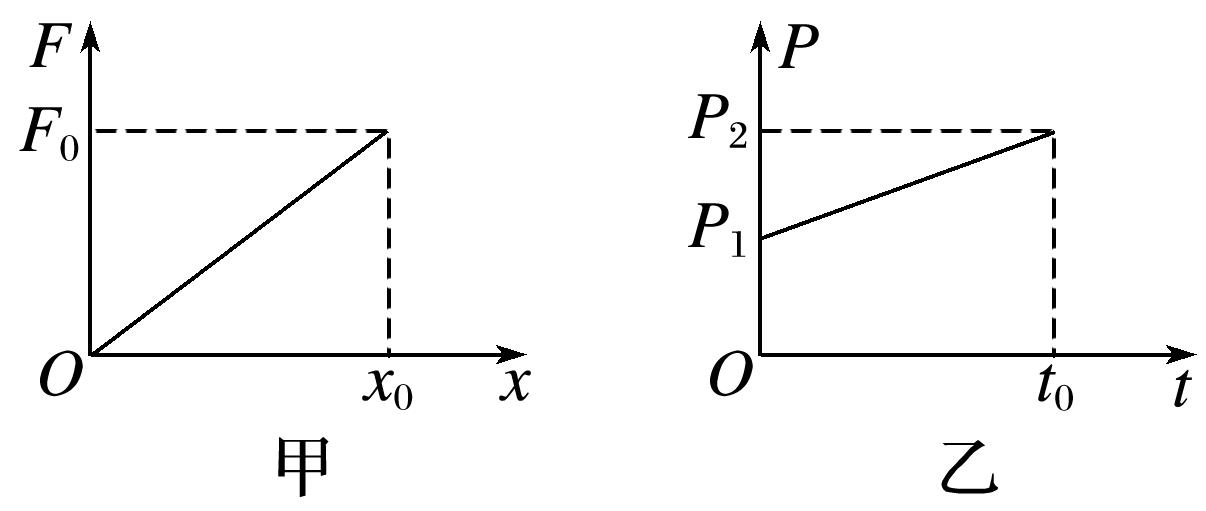 F
F₀
O
x₀
x
甲
P
P₂
P₁
O
t₀
t
乙